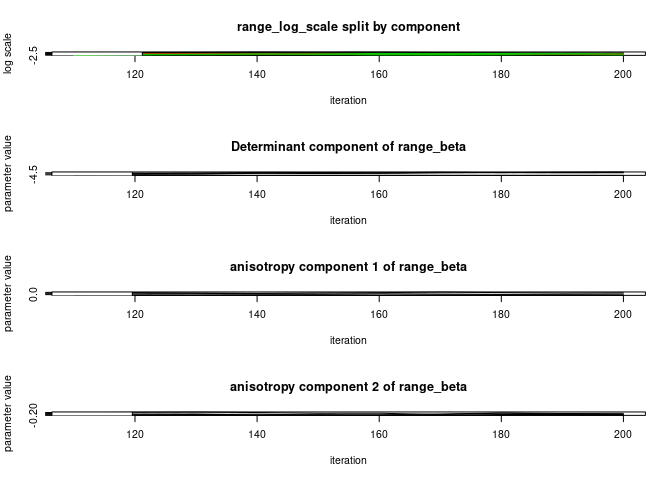 range_log_scale split by component
log scale
-2.5
120 140 160 180 200
iteration
Determinant component of range_beta
parameter value
-4.5
120 140 160 180 200
iteration
anisotropy component 1 of range_beta
parameter value
0.0
120 140 160 180 200
iteration
anisotropy component 2 of range_beta
parameter value
-0.20
120 140 160 180 200
iteration